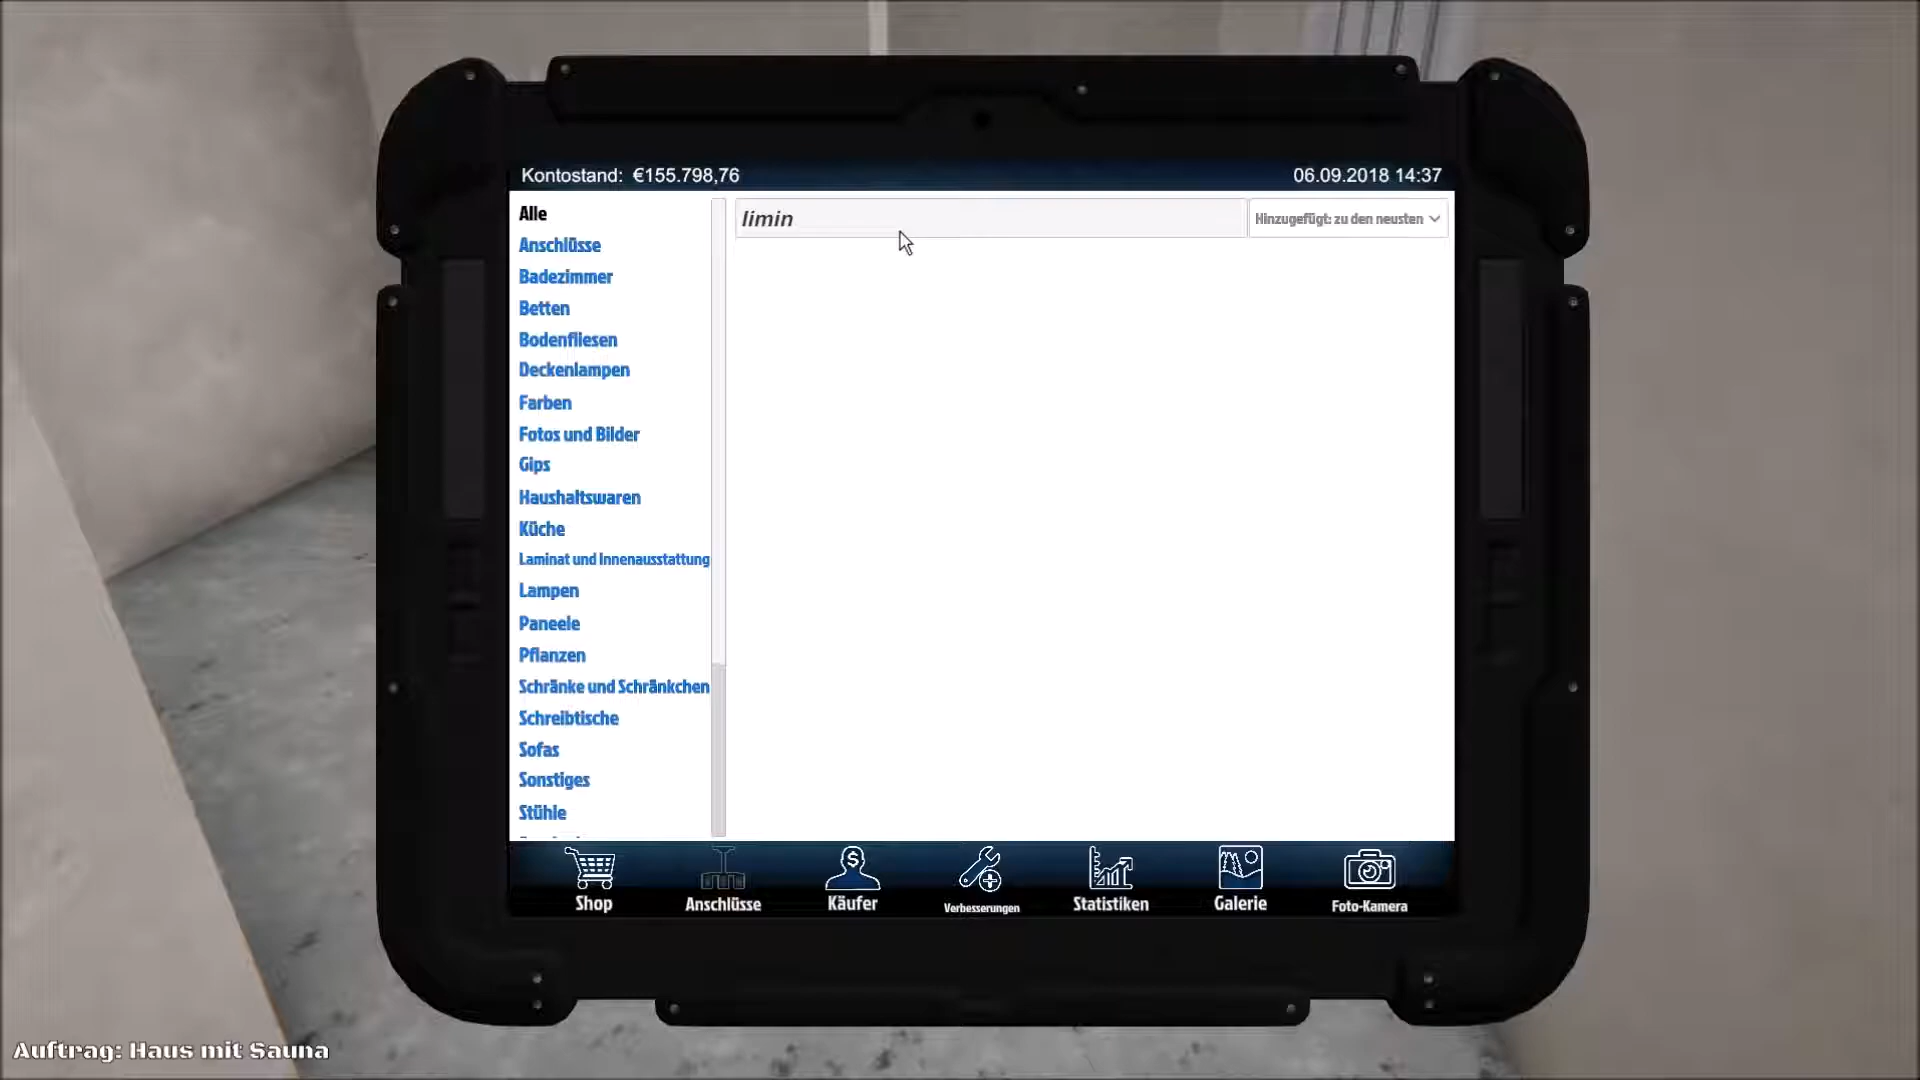 Kontostand: €155.798,76
06.09.2018 14:37
Alle
Anschlüsse
Badezimmer
Betten
Bodenfliesen
Deckenlampen
Farben
Fotos und Bilder
Gips
Haushaltswaren
Küche
Laminat und Innenausstattung
Lampen
Paneele
Pflanzen
Schränke und Schränkchen
Schreibtische
Sofas
Sonstiges
Stühle
limin
Hinzugefügt: zu den neusten
Shop
Anschlüsse
Käufer
Verbesserungen
Statistiken
Galerie
Foto-Kamera
Auftrag: Haus mit Sauna